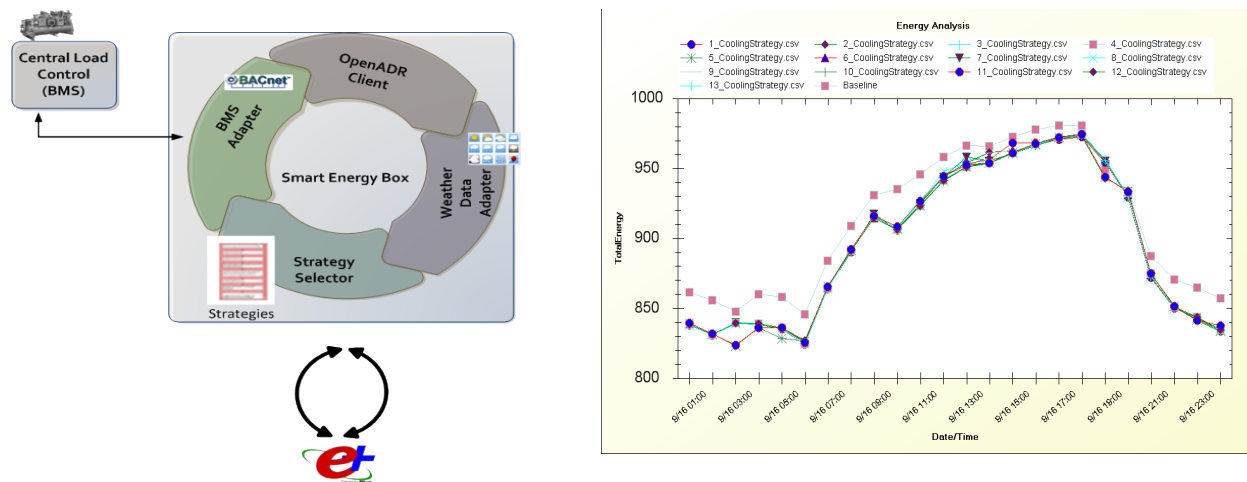 Central Load
Control
(BMS)
OpenADR
Client
BACnet
BMS
Adapter
Smart Energy Box
Weather
Data
Adapter
Strategy
Selector
Strategies
e+
Energy Analysis
1_CoolingStrategy.csv 2_CoolingStrategy.csv 3_CoolingStrategy.csv 4_CoolingStrategy.csv
5_CoolingStrategy.csv 6_CoolingStrategy.csv 7_CoolingStrategy.csv 8_CoolingStrategy.csv
9_CoolingStrategy.csv 10_CoolingStrategy.csv 11_CoolingStrategy.csv 12_CoolingStrategy.csv
13_CoolingStrategy.csv Baseline
1000
950
900
850
800
TotalEnergy
9/16 01:00 9/16 03:00 9/16 05:00 9/16 07:00 9/16 09:00 9/16 11:00 9/16 13:00 9/16 15:00 9/16 17:00 9/16 19:00 9/16 21:00 9/16 23:00
Date/Time